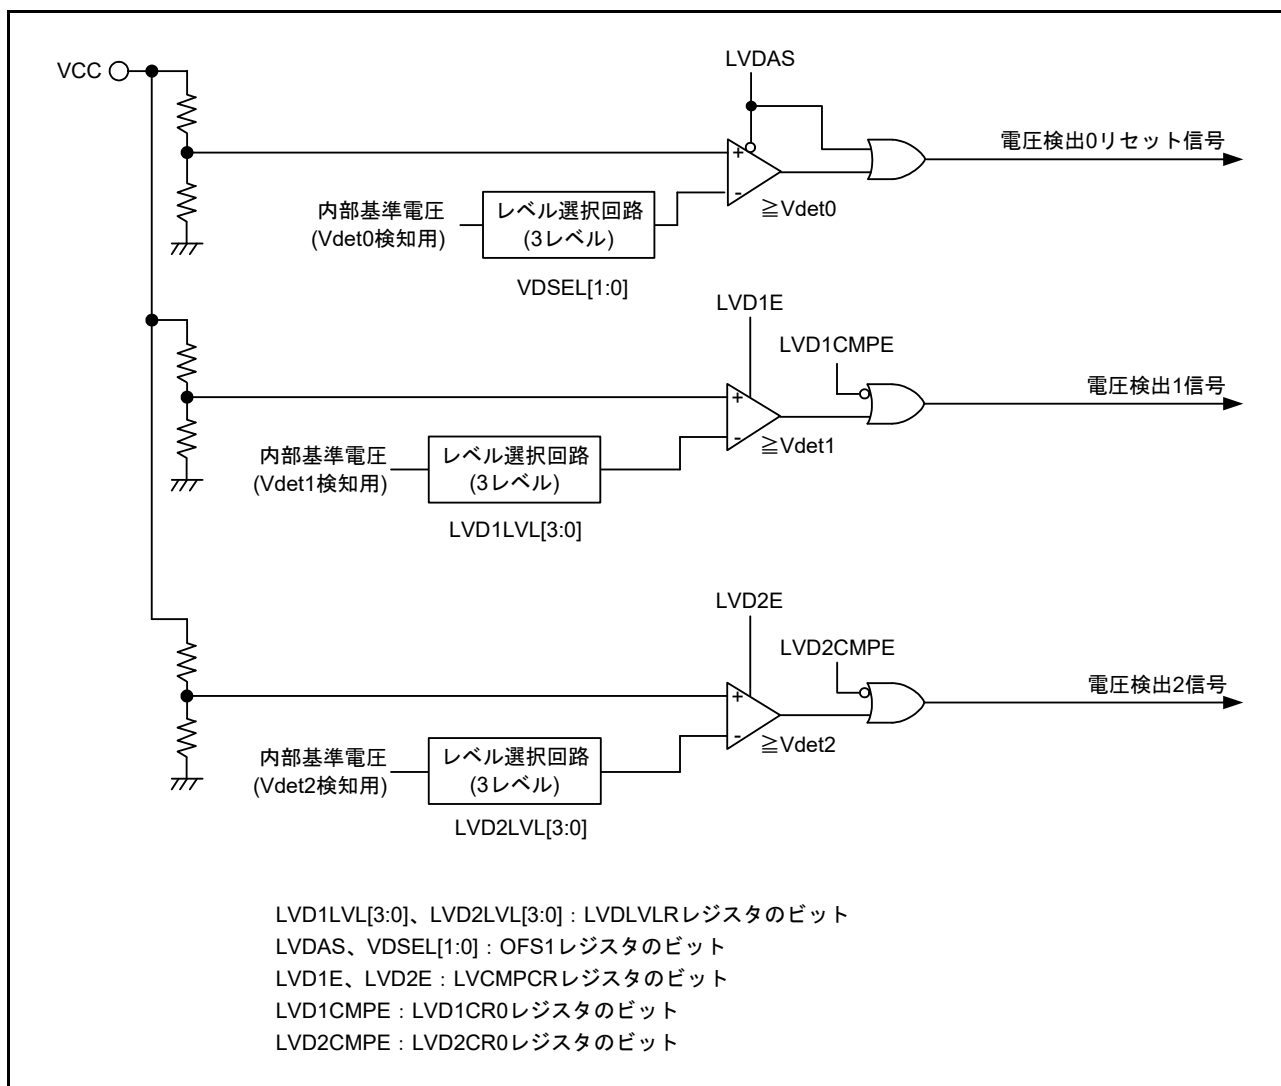 LVDAS
VCC
電圧検出0リセット信号
+
-
≧Vdet0
内部基準電圧
(Vdet0検知用)
レベル選択回路
(3レベル)
VDSEL[1:0]
LVD1E
LVD1CMPE
電圧検出1信号
+
-
≧Vdet1
内部基準電圧
(Vdet1検知用)
レベル選択回路
(3レベル)
LVD1LVL[3:0]
LVD2E
LVD2CMPE
電圧検出2信号
+
-
≧Vdet2
内部基準電圧
(Vdet2検知用)
レベル選択回路
(3レベル)
LVD2LVL[3:0]
LVD1LVL[3:0]、LVD2LVL[3:0]：LVDLVLRレジスタのビット
LVDAS、VDSEL[1:0]：OFS1レジスタのビット
LVD1E、LVD2E：LVCMPCRレジスタのビット
LVD1CMPE：LVD1CR0レジスタのビット
LVD2CMPE：LVD2CR0レジスタのビット